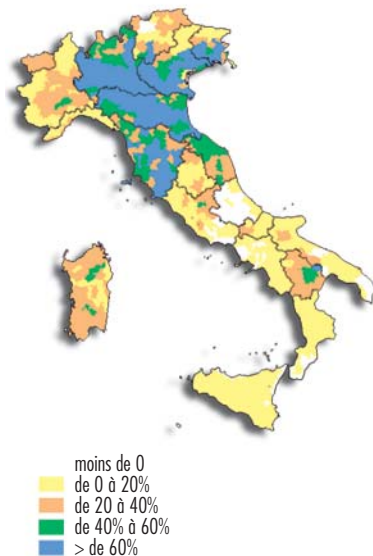 moins de 0
de 0 à 20%
de 20 à 40%
de 40% à 60%
> de 60%